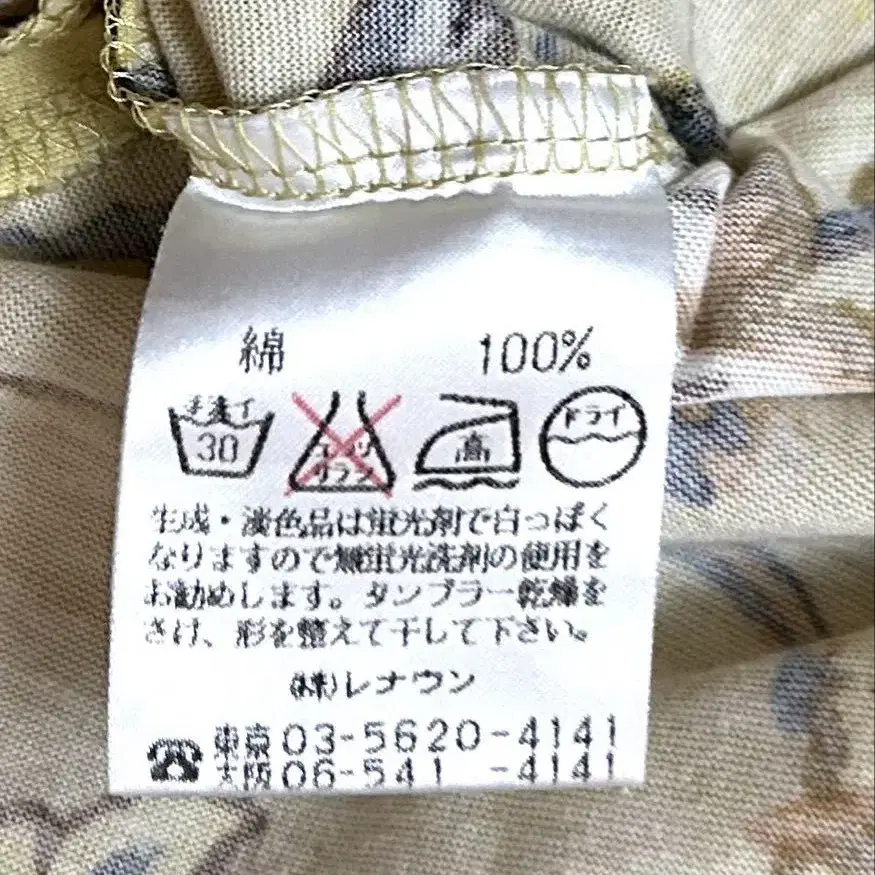 綿 100%
手洗イ
30
エンソ
サラシ
高
ドライ
生成・淡色品は蛍光剤で白っぽく
なりますので無蛍光洗剤の使用を
お勧めします。タンブラー乾燥を
さけ、形を整えて干して下さい。
(株)レナウン
東京 03-5620-4141
大阪 06-541 -4141